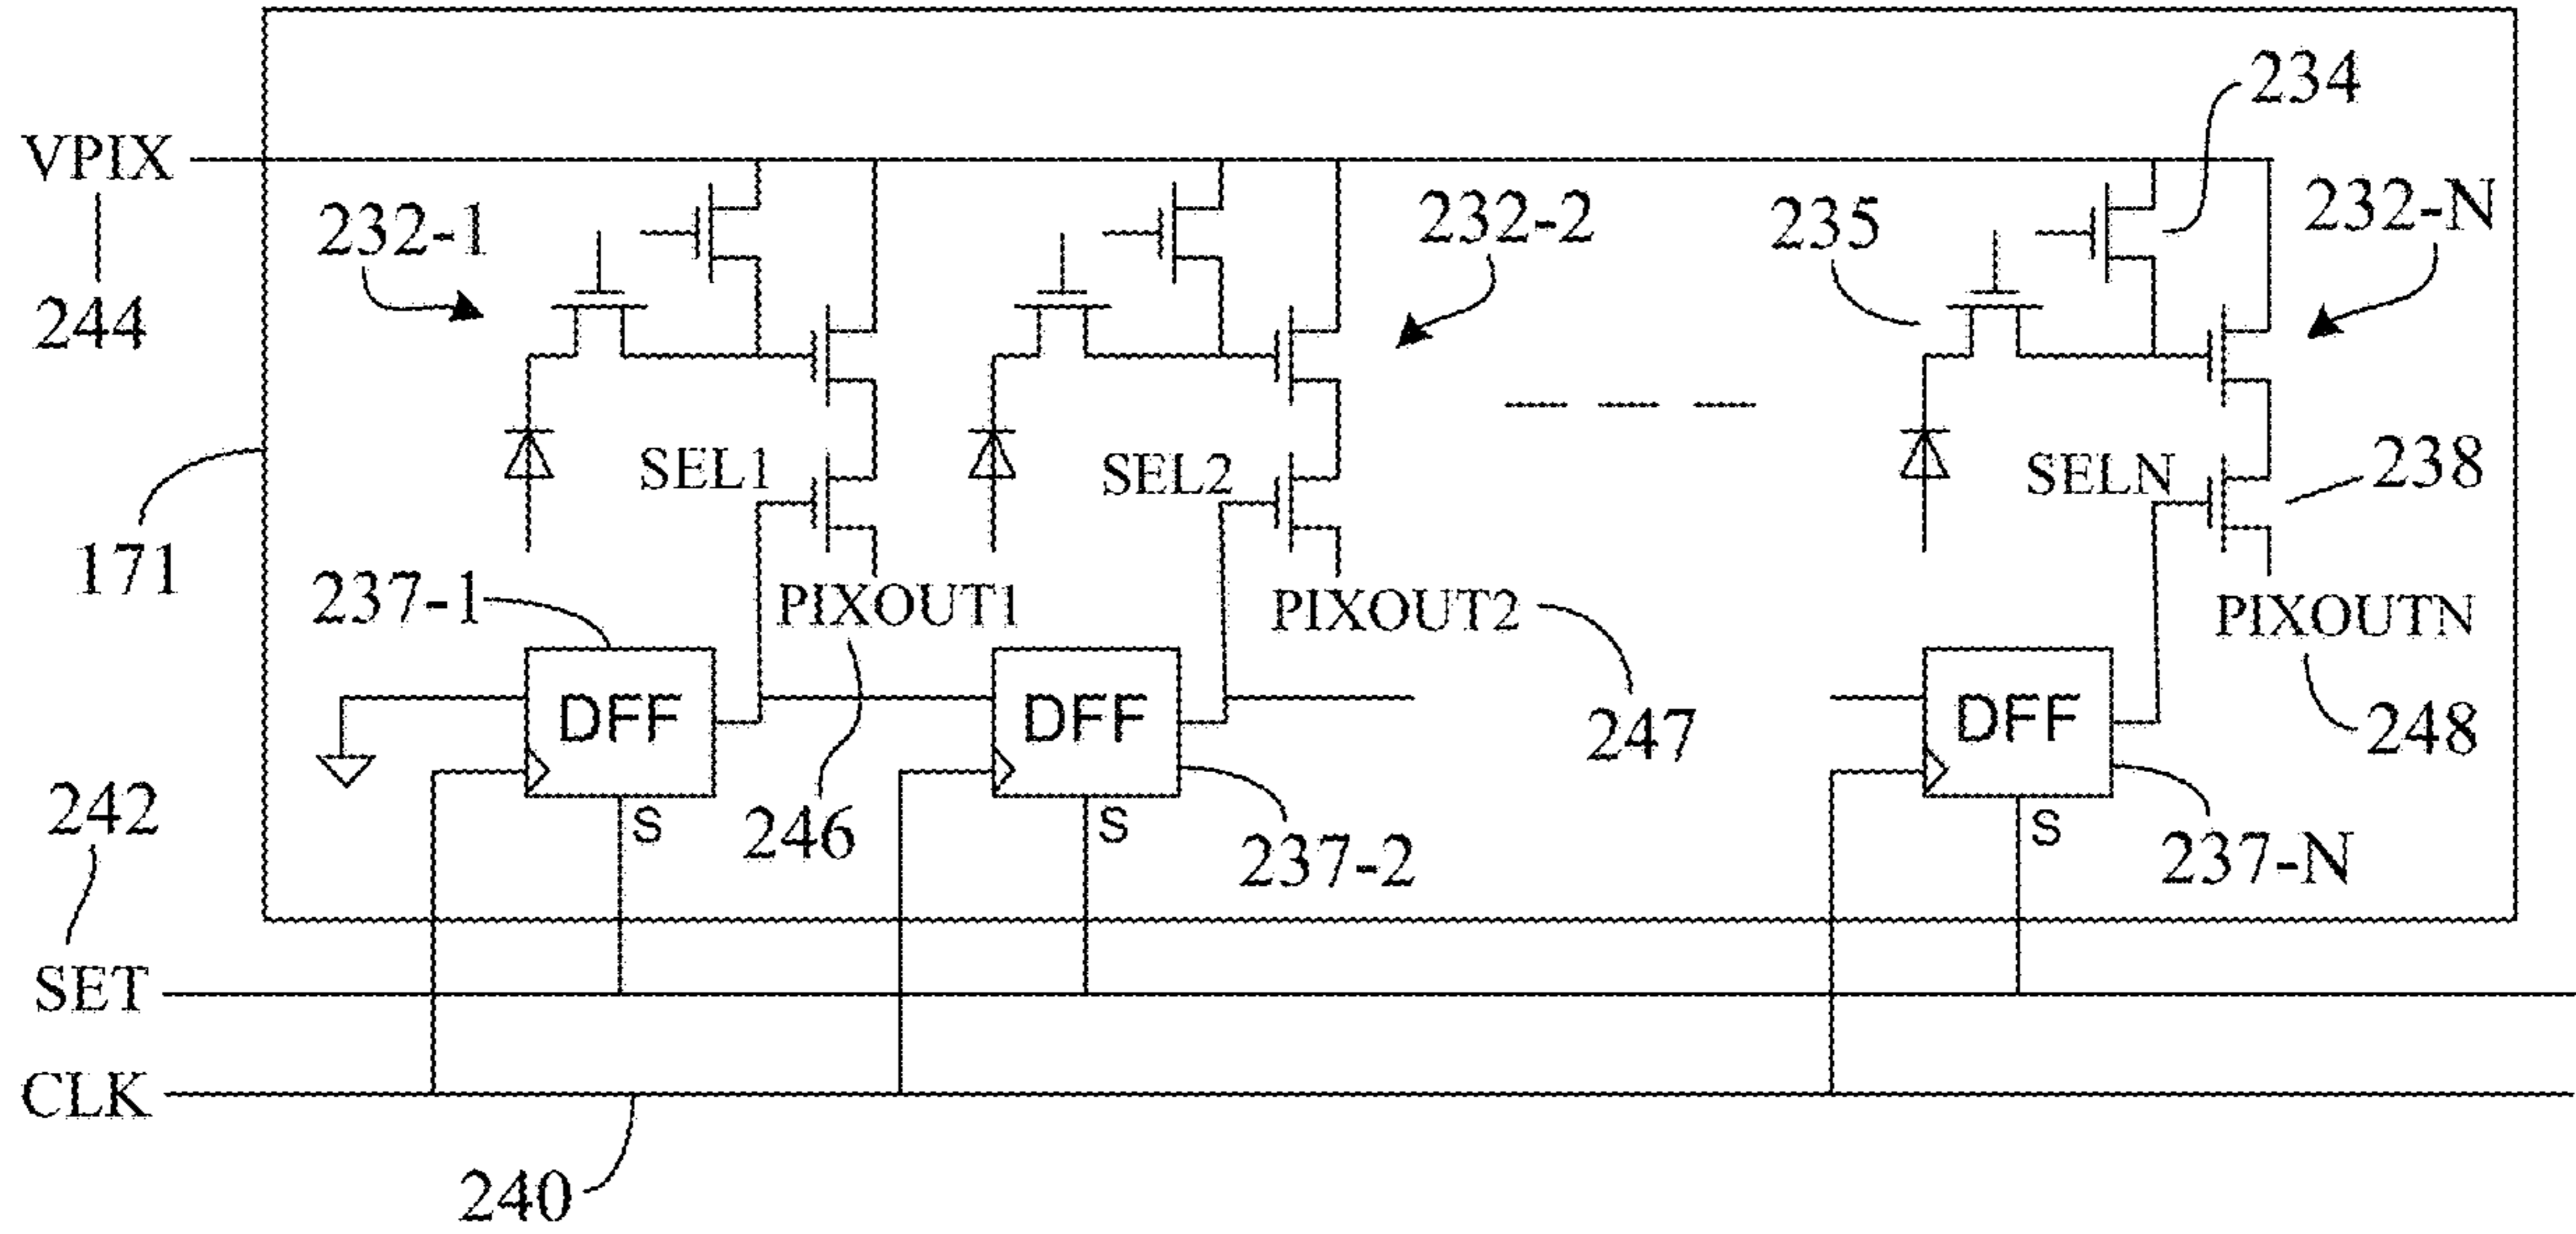 234
VPIX
232-1
232-2
235
232-N
244
SEL1
SEL2
SELN
238
171
237-1
PIXOUT1
PIXOUT2
PIXOUTN
DFF
DFF
DFF
247
248
242
S
246
S
237-2
S
237-N
SET
CLK
240